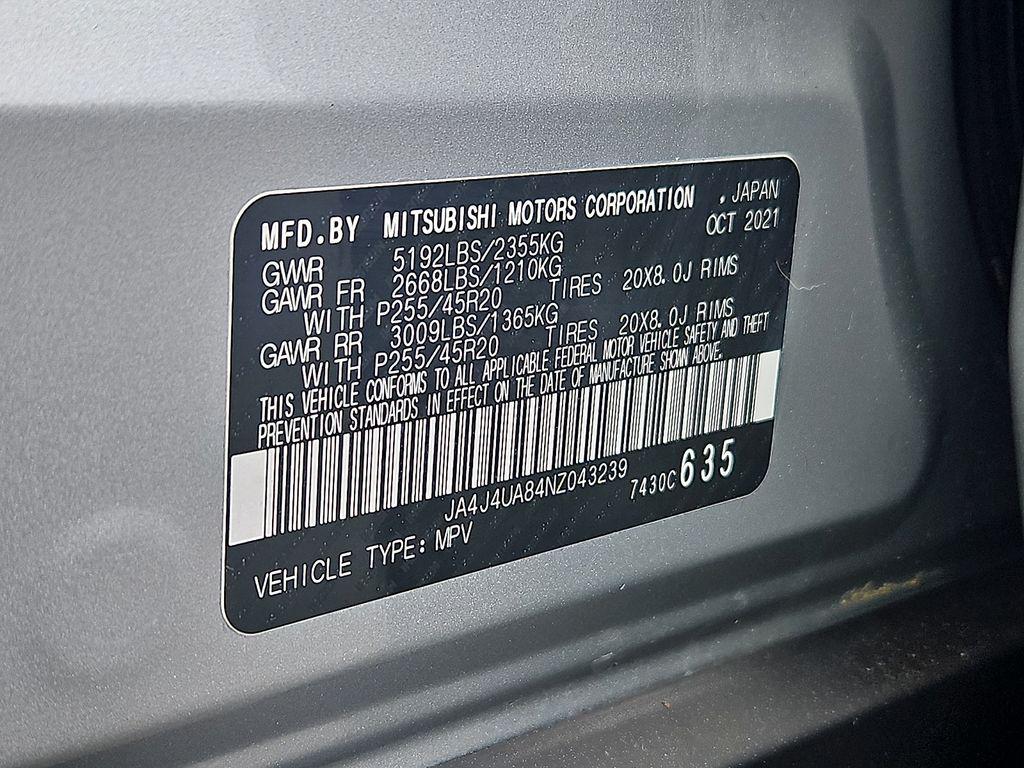 MFD.BY MITSUBISHI MOTORS CORPORATION . JAPAN
OCT 2021
GWWR 5192LBS/2355KG
GAWR FR 2668LBS/1210KG
WITH P255/45R20 TIRES 20X8.0J RIMS
GAWR RR 3009LBS/1365KG
WITH P255/45R20 TIRES 20X8.0J RIMS
THIS VEHICLE CONFORMS TO ALL APPLICABLE FEDERAL MOTOR VEHICLE SAFETY AND THEFT
PREVENTION STANDARDS IN EFFECT ON THE DATE OF MANUFACTURE SHOWN ABOVE.
JA4J4UA84NZ043239
7430C 635
VEHICLE TYPE: MPV